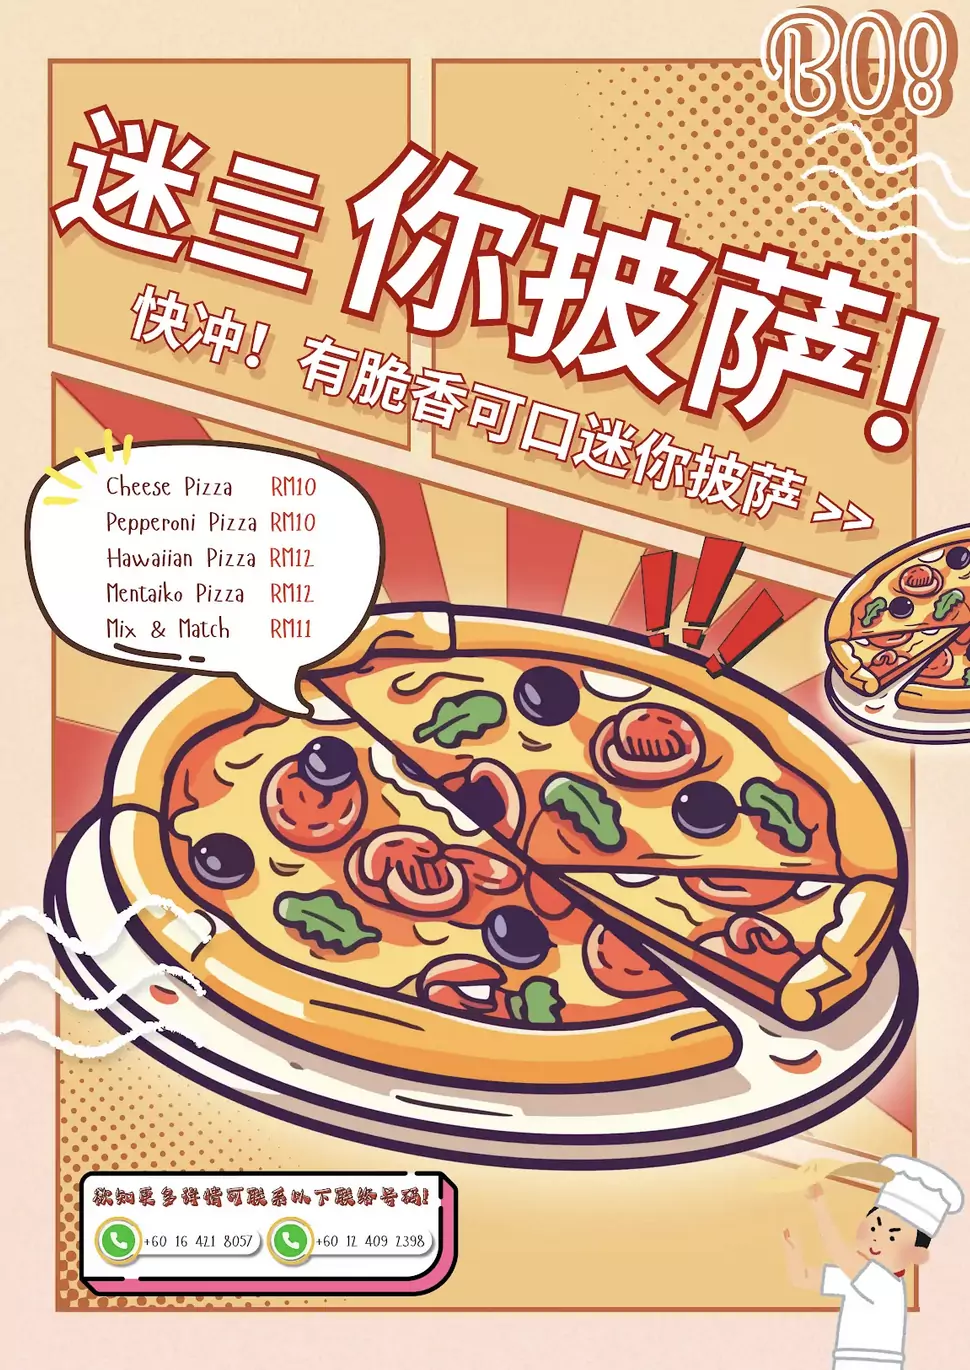 BO8
迷亖你披萨!
快冲! 有脆香可口迷你披萨 >>
Cheese Pizza RM10
Pepperoni Pizza RM10
Hawaiian Pizza RM12
Mentaiko Pizza RM12
Mix & Match RM11
欲知更多详情可联系以下联络号码!
+60 16 421 8057
+60 12 409 2398